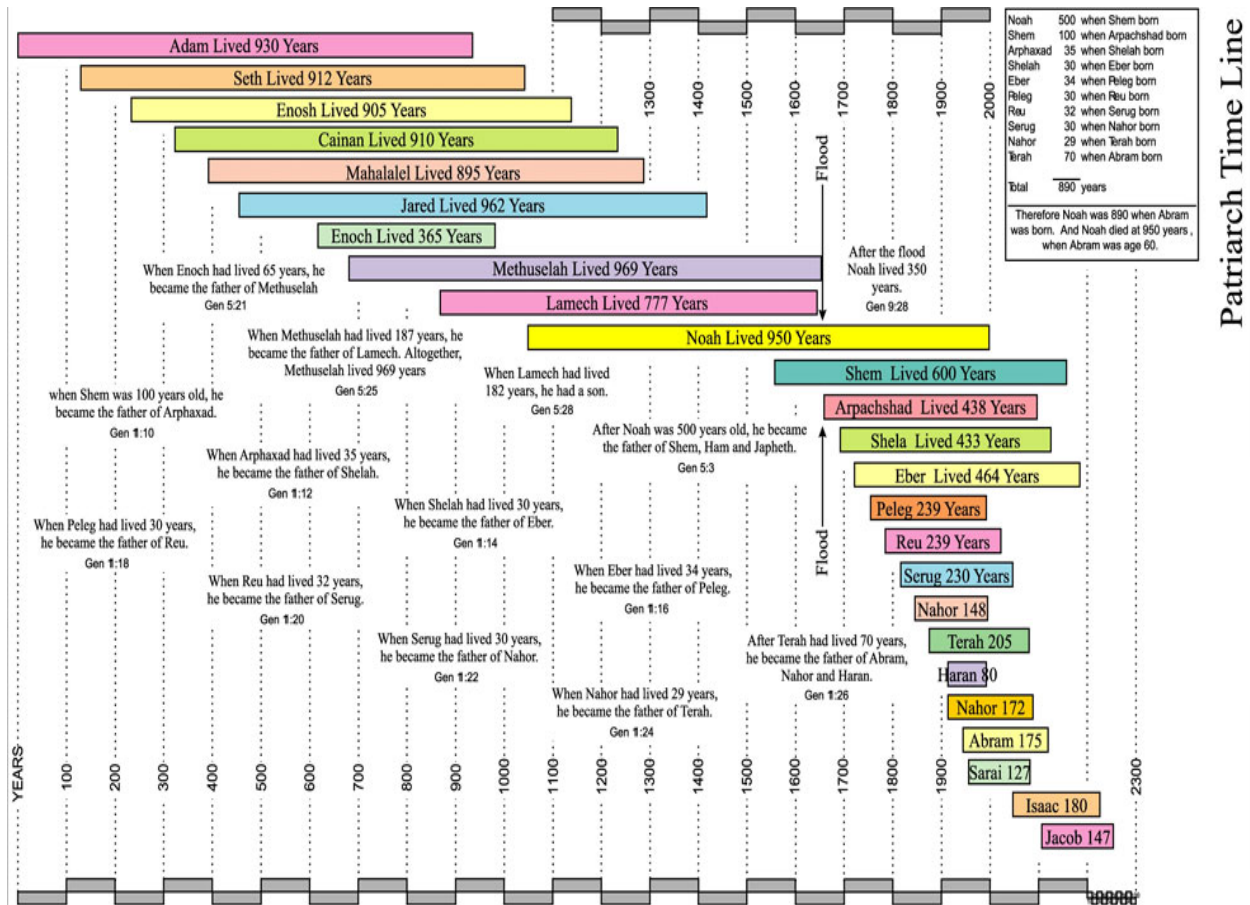 Patriarch Time Line
Noah 500 when Shem born
Shem 100 when Arpachshad born
Arphaxad 35 when Shelah born
Shelah 30 when Eber born
Eber 34 when Peleg born
Peleg 30 when Reu born
Reu 32 when Serug born
Serug 30 when Nahor born
Nahor 29 when Terah born
Terah 70 when Abram born
Total 890 years
Therefore Noah was 890 when Abram
was born. And Noah died at 950 years ,
when Abram was age 60.
1300 1400 1500 1600 1700 1800 1900 2000
Adam Lived 930 Years
Seth Lived 912 Years
Enosh Lived 905 Years
Cainan Lived 910 Years
Mahalalel Lived 895 Years
Jared Lived 962 Years
Enoch Lived 365 Years
Methuselah Lived 969 Years
Lamech Lived 777 Years
Noah Lived 950 Years
Shem Lived 600 Years
Arpachshad Lived 438 Years
Shela Lived 433 Years
Eber Lived 464 Years
Peleg 239 Years
Reu 239 Years
Serug 230 Years
Nahor 148
Terah 205
Haran 80
Nahor 172
Abram 175
Sarai 127
Isaac 180
Jacob 147
Flood
After the flood
Noah lived 350
years.
Gen 9:28
When Enoch had lived 65 years, he
became the father of Methuselah
Gen 5:21
When Methuselah had lived 187 years, he
became the father of Lamech. Altogether,
Methuselah lived 969 years
Gen 5:25
When Lamech had lived
182 years, he had a son.
Gen 5:28
when Shem was 100 years old, he
became the father of Arphaxad.
Gen 11:10
After Noah was 500 years old, he became
the father of Shem, Ham and Japheth.
Gen 5:3
When Arphaxad had lived 35 years,
he became the father of Shelah.
Gen 11:12
When Shelah had lived 30 years,
he became the father of Eber.
Gen 11:14
Flood
When Peleg had lived 30 years,
he became the father of Reu.
Gen 11:18
When Eber had lived 34 years,
he became the father of Peleg.
Gen 11:16
When Reu had lived 32 years,
he became the father of Serug.
Gen 11:20
When Serug had lived 30 years,
he became the father of Nahor.
Gen 11:22
After Terah had lived 70 years,
he became the father of Abram,
Nahor and Haran.
Gen 11:26
When Nahor had lived 29 years,
he became the father of Terah.
Gen 11:24
YEARS 100 200 300 400 500 600 700 800 900 1000 1100 1200 1300 1400 1500 1600 1700 1800 1900 2300